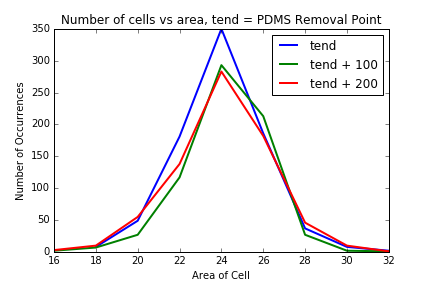 Number of cells vs area, tend = PDMS Removal Point
350
300
250
200
150
100
50
0
Number of Occurrences
tend
tend + 100
tend + 200
16 18 20 22 24 26 28 30 32
Area of Cell